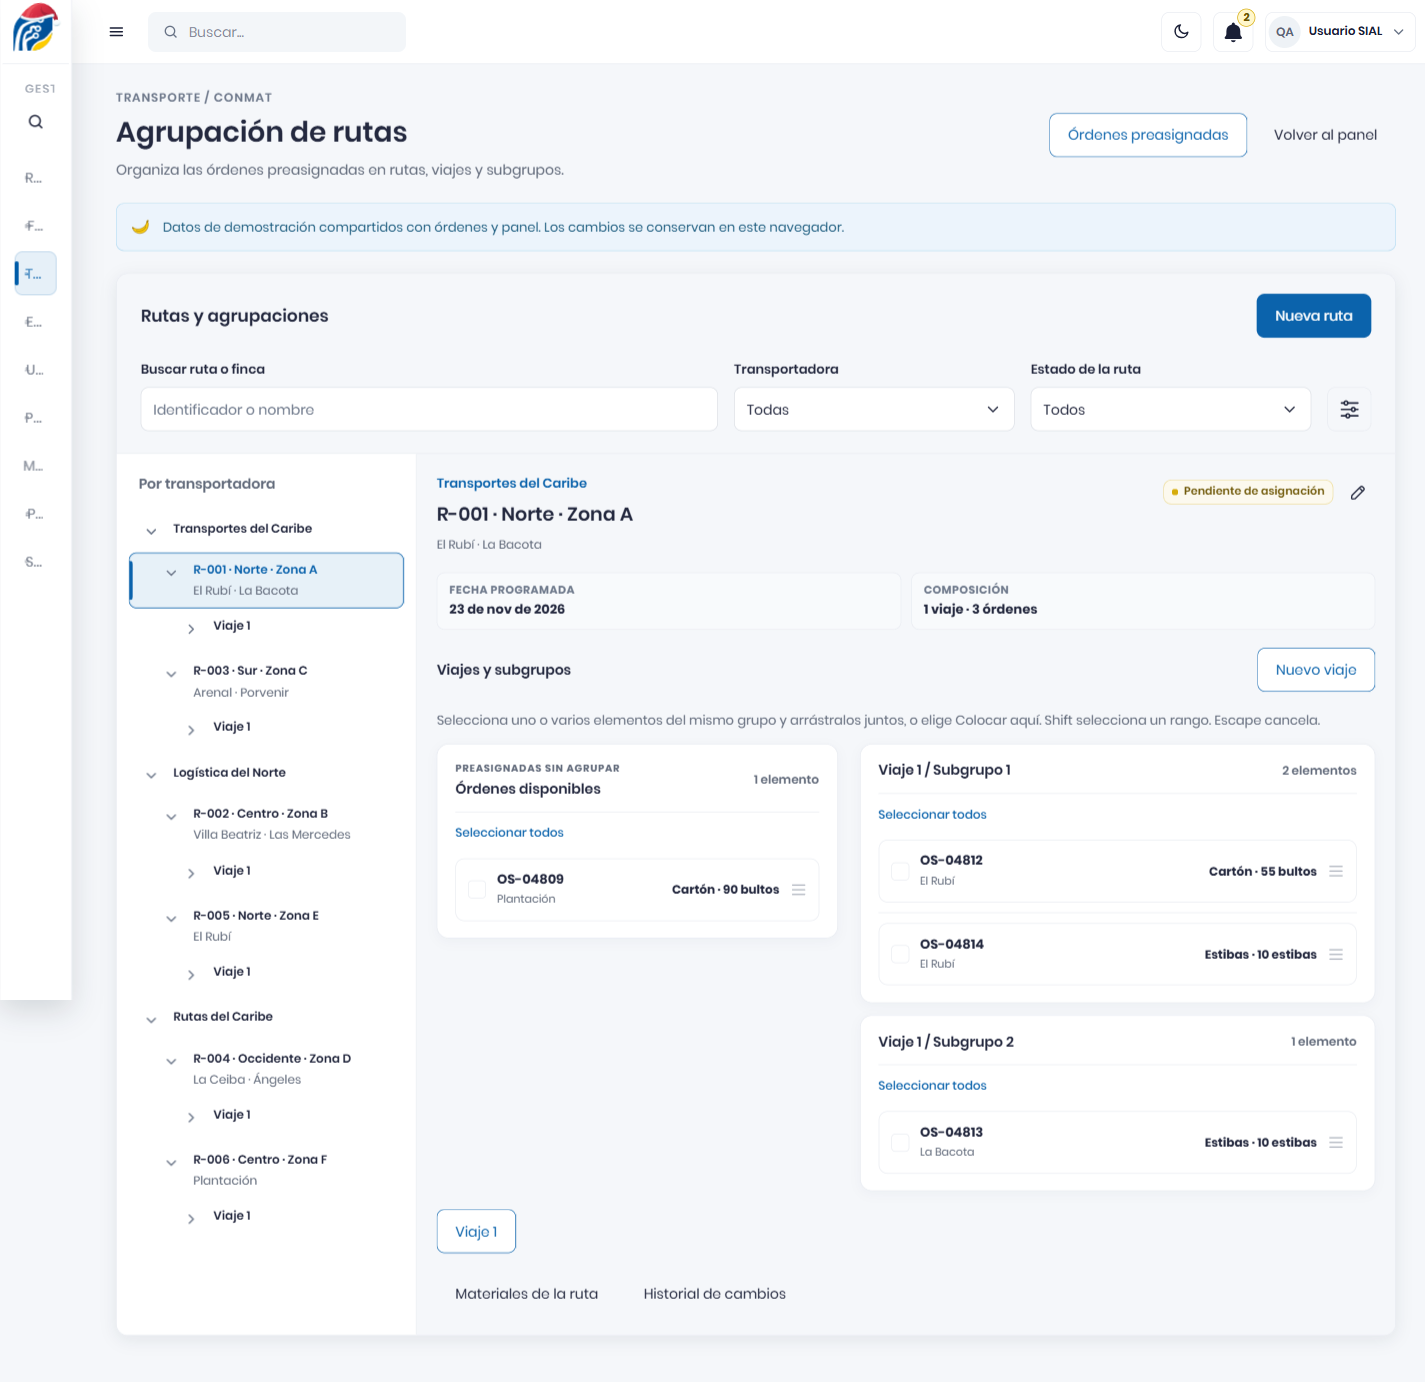 Buscar...
2
QA
Usuario SIAL
GEST
R...
F...
T...
E...
U...
P...
M...
P...
S...
TRANSPORTE / CONMAT
Agrupación de rutas
Organiza las órdenes preasignadas en rutas, viajes y subgrupos.
Órdenes preasignadas
Volver al panel
Datos de demostración compartidos con órdenes y panel. Los cambios se conservan en este navegador.
Rutas y agrupaciones
Nueva ruta
Buscar ruta o finca
Identificador o nombre
Transportadora
Todas
Estado de la ruta
Todos
Por transportadora
Transportes del Caribe
R-001 · Norte · Zona A
El Rubí · La Bacota
Viaje 1
R-003 · Sur · Zona C
Arenal · Porvenir
Viaje 1
Logística del Norte
R-002 · Centro · Zona B
Villa Beatriz · Las Mercedes
Viaje 1
R-005 · Norte · Zona E
El Rubí
Viaje 1
Rutas del Caribe
R-004 · Occidente · Zona D
La Ceiba · Ángeles
Viaje 1
R-006 · Centro · Zona F
Plantación
Viaje 1
Transportes del Caribe
R-001 · Norte · Zona A
El Rubí · La Bacota
Pendiente de asignación
FECHA PROGRAMADA
23 de nov de 2026
COMPOSICIÓN
1 viaje · 3 órdenes
Viajes y subgrupos
Nuevo viaje
Selecciona uno o varios elementos del mismo grupo y arrástralos juntos, o elige Colocar aquí. Shift selecciona un rango. Escape cancela.
PREASIGNADAS SIN AGRUPAR
Órdenes disponibles
1 elemento
Seleccionar todos
OS-04809
Plantación
Cartón · 90 bultos
Viaje 1 / Subgrupo 1
2 elementos
Seleccionar todos
OS-04812
El Rubí
Cartón · 55 bultos
OS-04814
El Rubí
Estibas · 10 estibas
Viaje 1 / Subgrupo 2
1 elemento
Seleccionar todos
OS-04813
La Bacota
Estibas · 10 estibas
Viaje 1
Materiales de la ruta
Historial de cambios